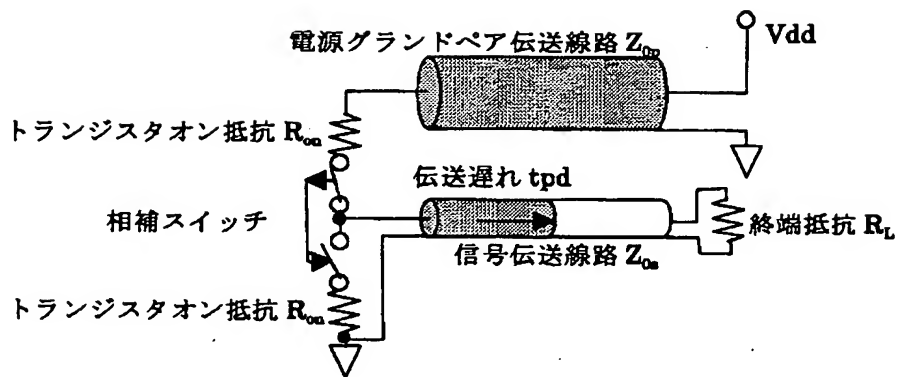 電源グランドペア伝送線路 Z₀ₚ
Vdd
トランジスタオン抵抗 Rₒₙ
伝送遅れ tpd
相補スイッチ
終端抵抗 R_L
信号伝送線路 Z₀ₛ
トランジスタオン抵抗 Rₒₙ